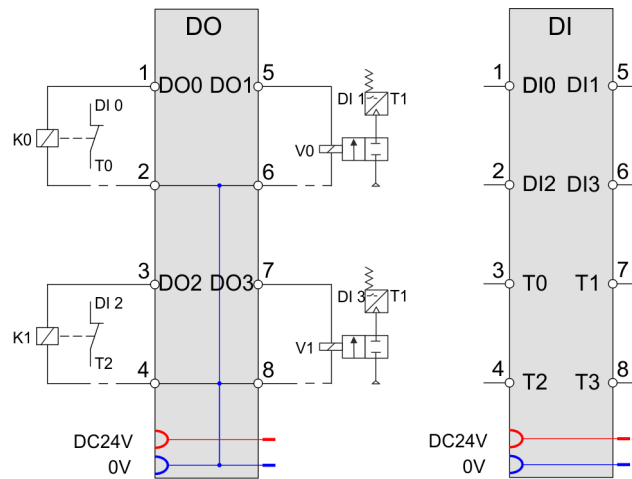 DO
DI
1 5
DO0 DO1
DI 0
K0
T0
DI 1 T1
V0
2 6
3 7
DO2 DO3
DI 2
K1
T2
DI 3 T1
V1
4 8
DC24V
0V
1 5
DI0 DI1
2 6
DI2 DI3
3 7
T0 T1
4 8
T2 T3
DC24V
0V